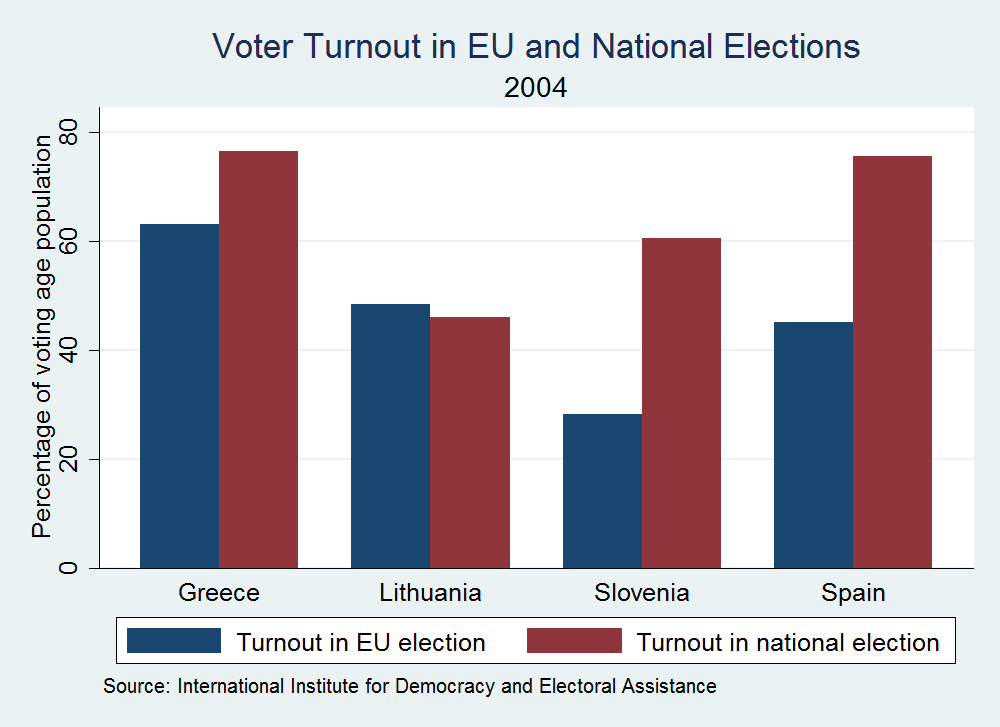 Voter Turnout in EU and National Elections
2004
Percentage of voting age population
80
60
40
20
0
Greece Lithuania Slovenia Spain
Turnout in EU election Turnout in national election
Source: International Institute for Democracy and Electoral Assistance